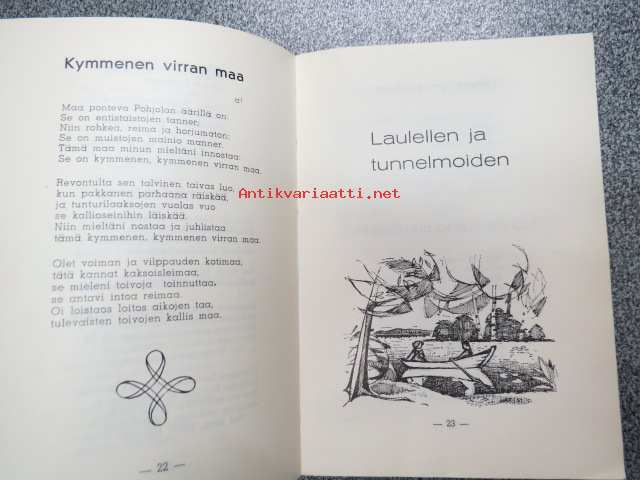 Kymmenen virran maa
a!
Maa ponteva Pohjolan äärillä on.
Se on entistaistojen tanner;
Niin rohkea, reima ja horjumaton;
Se on muistojen mainio manner.
Tämä maa minun mieltäni innostaa:
Se on kymmenen, kymmenen virran maa.
Revontulta sen talvinen taivas luo,
kun pakkanen parhaana räiskää,
ja tunturilaaksojen vuolas vuo
se kallioseinihin läiskää.
Niin mieltäni nostaa ja juhlistaa
tämä kymmenen, kymmenen virran maa.
Olet voiman ja vilppauden kotimaa,
tätä kannat kaksoisleimaa,
se mieleni toivoja toinnuttaa,
se antavi intoa reimaa.
Oi loistaos laitos aikojen taa,
tulevaisten toivojen kallis maa.
— 22 —
Laulellen ja
tunnelmoiden
— 23 —
Antikvariaatti.net